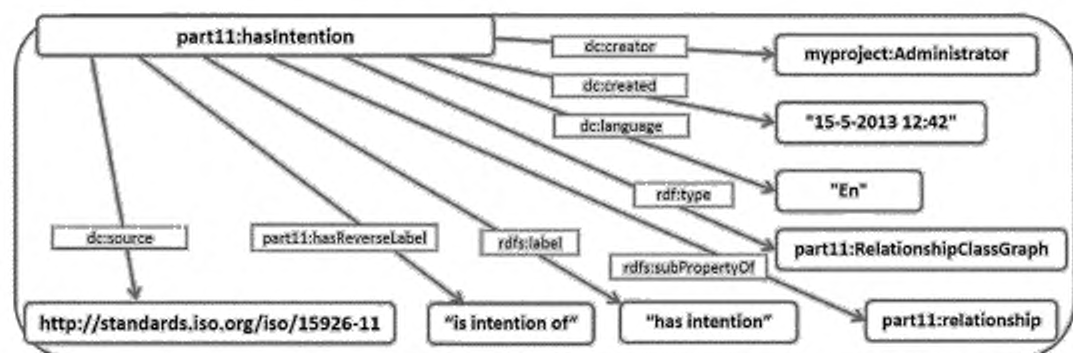 part11:hasIntention
dc:creator
myproject:Administrator
dc:created
"15-5-2013 12:42"
dc:language
"En"
rdf:type
part11:RelationshipClassGraph
dc:source
part11:hasReverseLabel
rdfs:label
rdfs:subPropertyOf
http://standards.iso.org/iso/15926-11
“is intention of”
“has intention”
part11:relationship